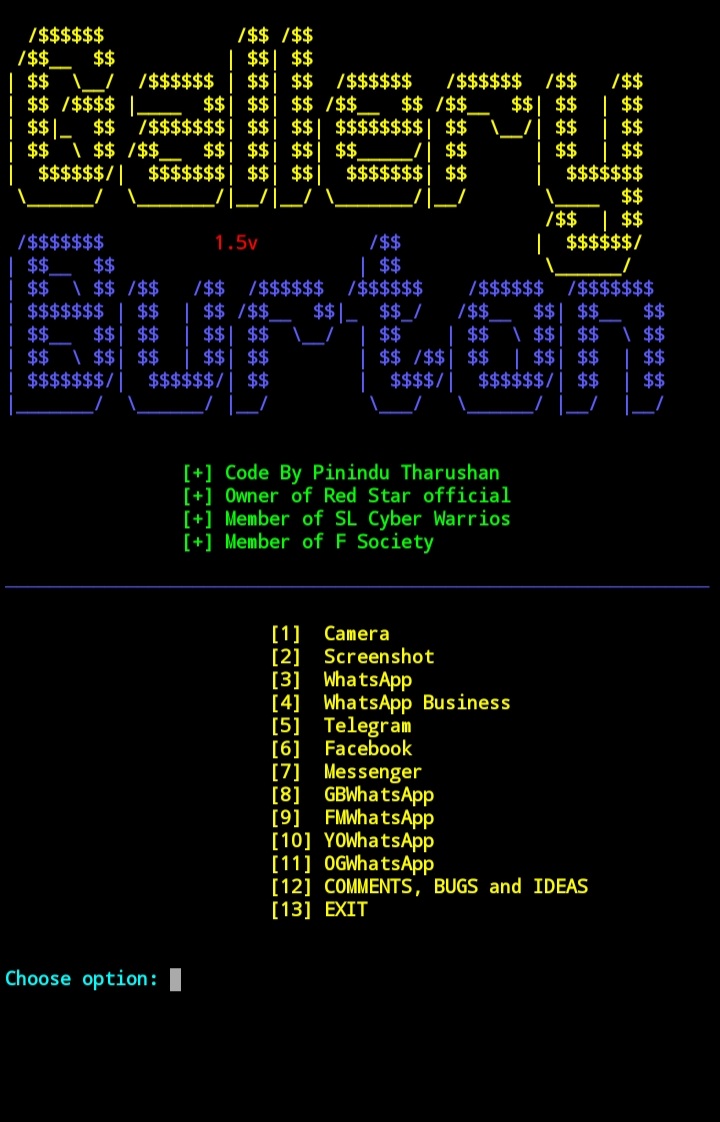 Gallery
1.5v
Burton
[+] Code By Pinindu Tharushan
[+] Owner of Red Star official
[+] Member of SL Cyber Warrios
[+] Member of F Society
[1] Camera
[2] Screenshot
[3] WhatsApp
[4] WhatsApp Business
[5] Telegram
[6] Facebook
[7] Messenger
[8] GBWhatsApp
[9] FMWhatsApp
[10] YOWhatsApp
[11] OGWhatsApp
[12] COMMENTS, BUGS and IDEAS
[13] EXIT
Choose option: